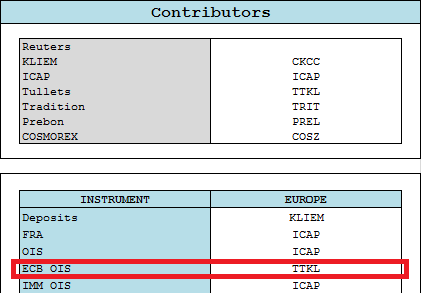 Contributors
Reuters
KLIEM CKCC
ICAP ICAP
Tullets TTKL
Tradition TRIT
Prebon PREL
COSMOREX COSZ
INSTRUMENT EUROPE
Deposits KLIEM
FRA ICAP
OIS ICAP
ECB OIS TTKL
IMM OIS ICAP